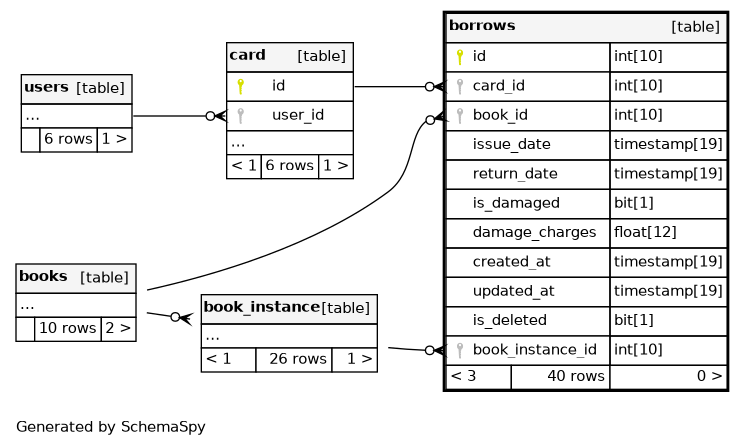 users [table]
...
6 rows 1 >
card [table]
id
user_id
...
< 1 6 rows 1 >
borrows [table]
id int[10]
card_id int[10]
book_id int[10]
issue_date timestamp[19]
return_date timestamp[19]
is_damaged bit[1]
damage_charges float[12]
created_at timestamp[19]
updated_at timestamp[19]
is_deleted bit[1]
book_instance_id int[10]
< 3 40 rows 0 >
books [table]
...
10 rows 2 >
book_instance [table]
...
< 1 26 rows 1 >
Generated by SchemaSpy